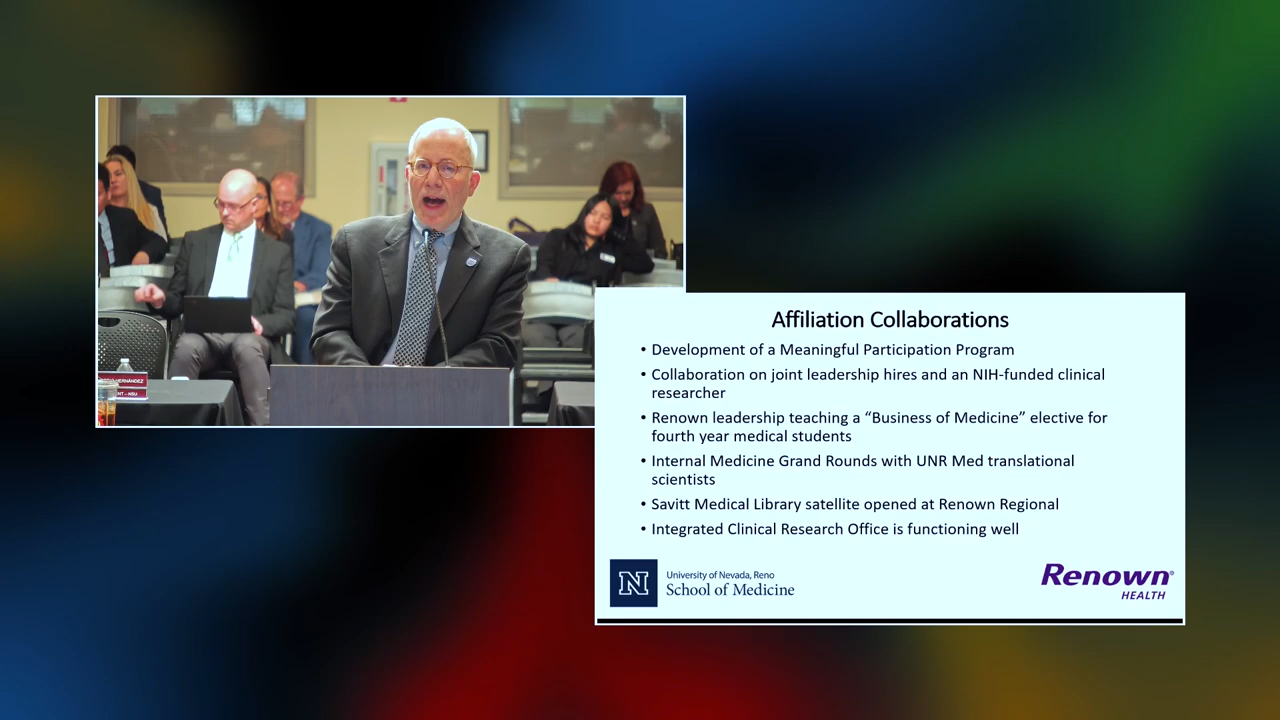 HERNÁNDEZ
NT – NSU
Affiliation Collaborations
• Development of a Meaningful Participation Program
• Collaboration on joint leadership hires and an NIH-funded clinical
researcher
• Renown leadership teaching a “Business of Medicine” elective for
fourth year medical students
• Internal Medicine Grand Rounds with UNR Med translational
scientists
• Savitt Medical Library satellite opened at Renown Regional
• Integrated Clinical Research Office is functioning well
N
University of Nevada, Reno
School of Medicine
Renown®
HEALTH